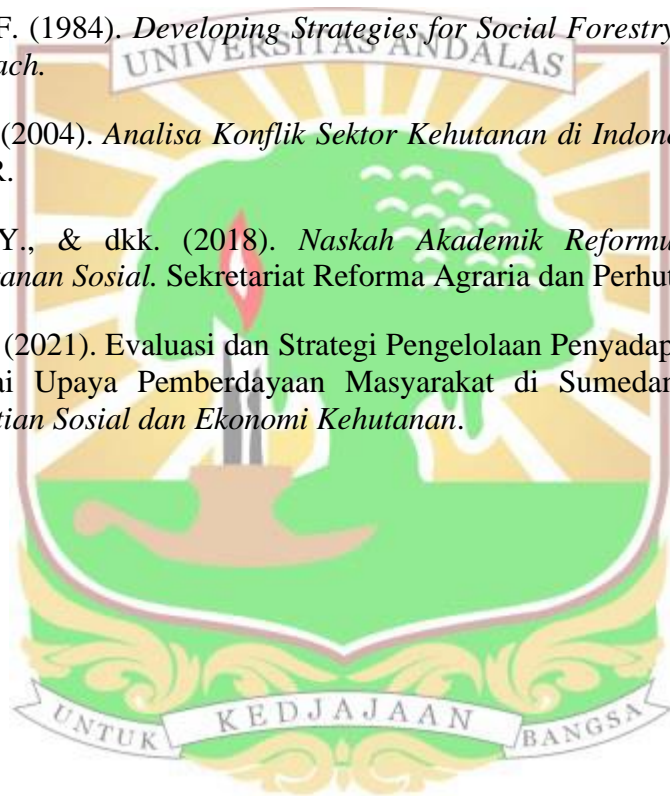 F. (1984). Developing Strategies for Social Forestry
ach.
UNIVERSITAS ANDALAS
(2004). Analisa Konflik Sektor Kehutanan di Indon
R.
Y., & dkk. (2018). Naskah Akademik Reformu
anan Sosial. Sekretariat Reforma Agraria dan Perhut
(2021). Evaluasi dan Strategi Pengelolaan Penyadap
ai Upaya Pemberdayaan Masyarakat di Sumedan
tian Sosial dan Ekonomi Kehutanan.
UNTUK KEDJAJAAN BANGSA